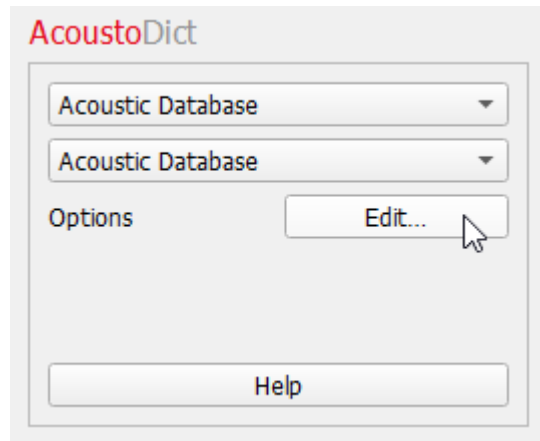 AcoustoDict
Acoustic Database
Acoustic Database
Options Edit...
Help